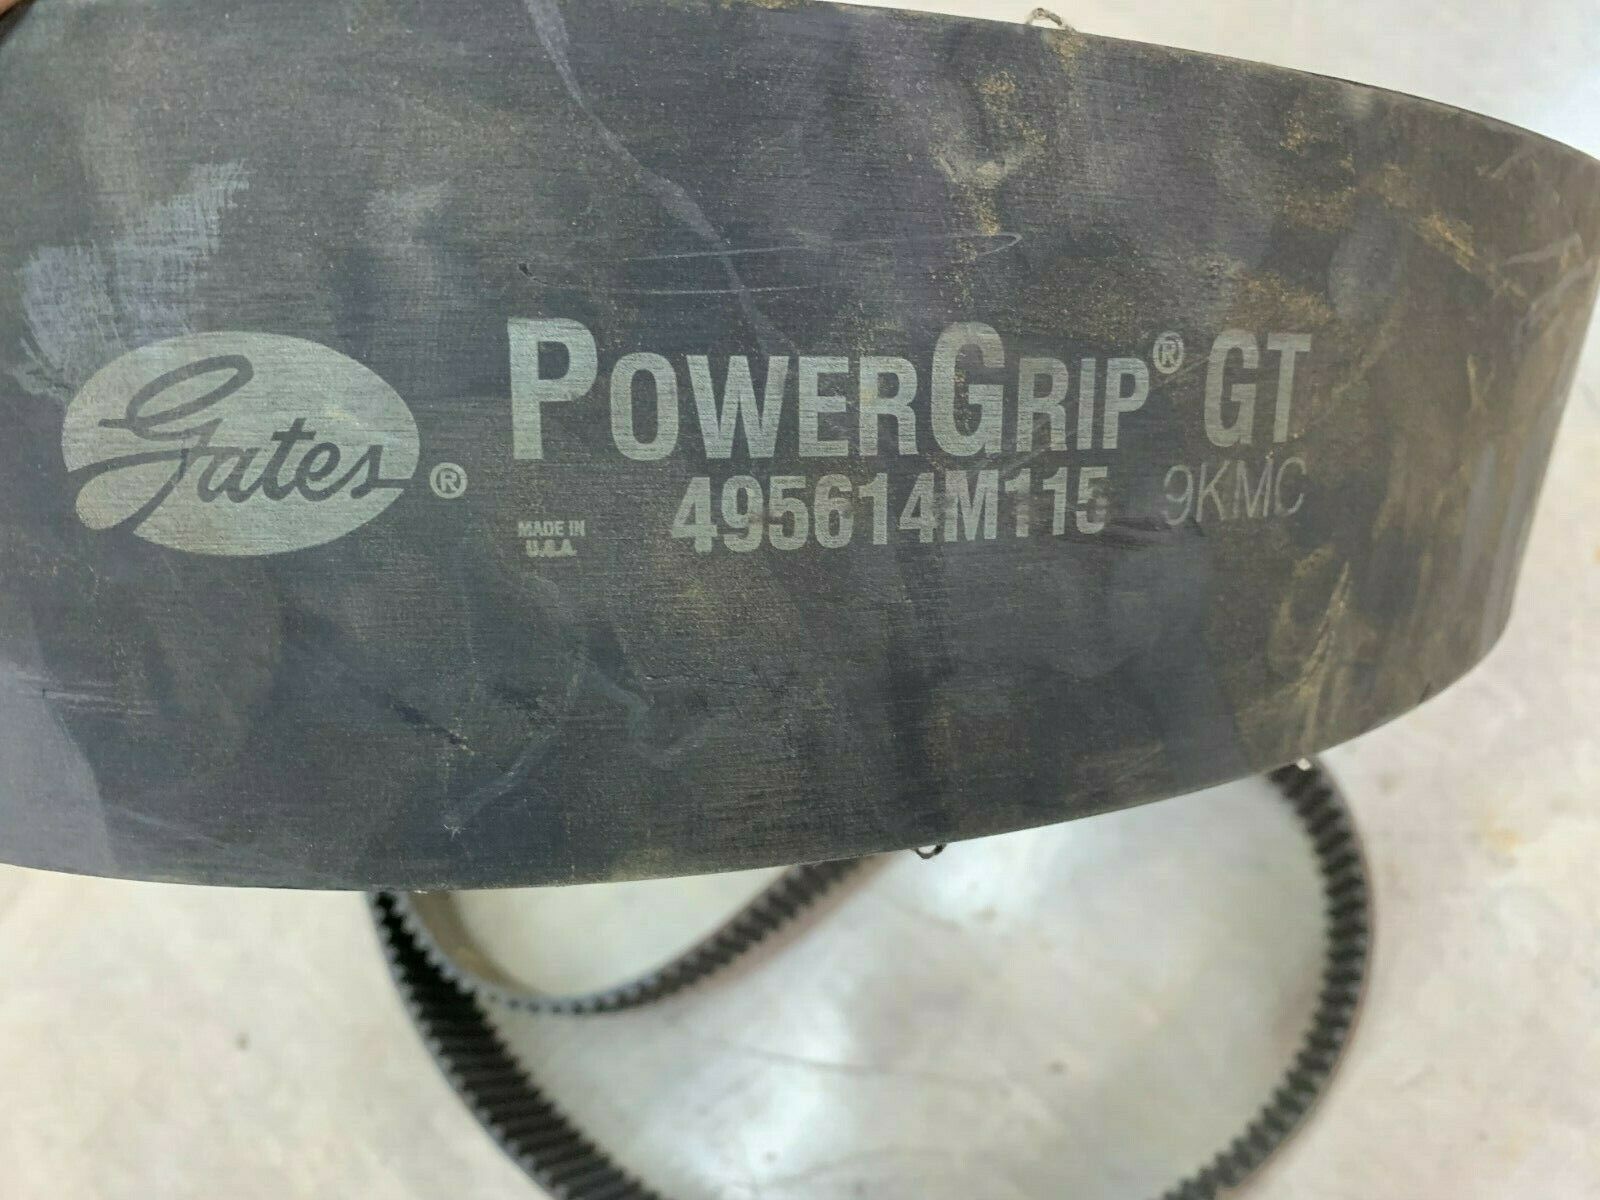 Gates®
POWERGRIP® GT
MADE IN
U.S.A.
495614M115 9KMC